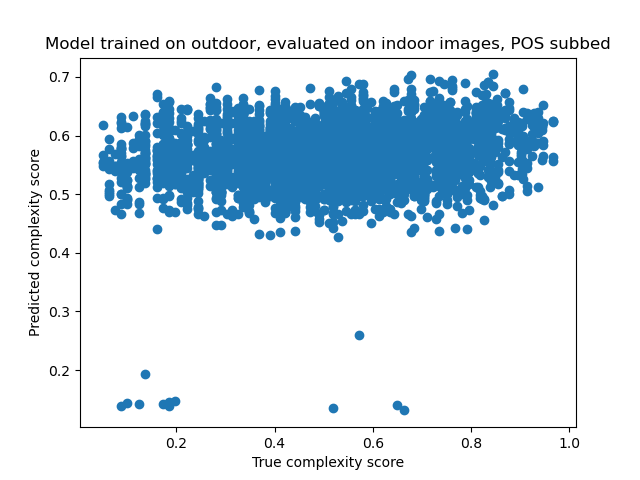 Model trained on outdoor, evaluated on indoor images, POS subbed
0.7
0.6
0.5
0.4
0.3
0.2
Predicted complexity score
0.2 0.4 0.6 0.8 1.0
True complexity score